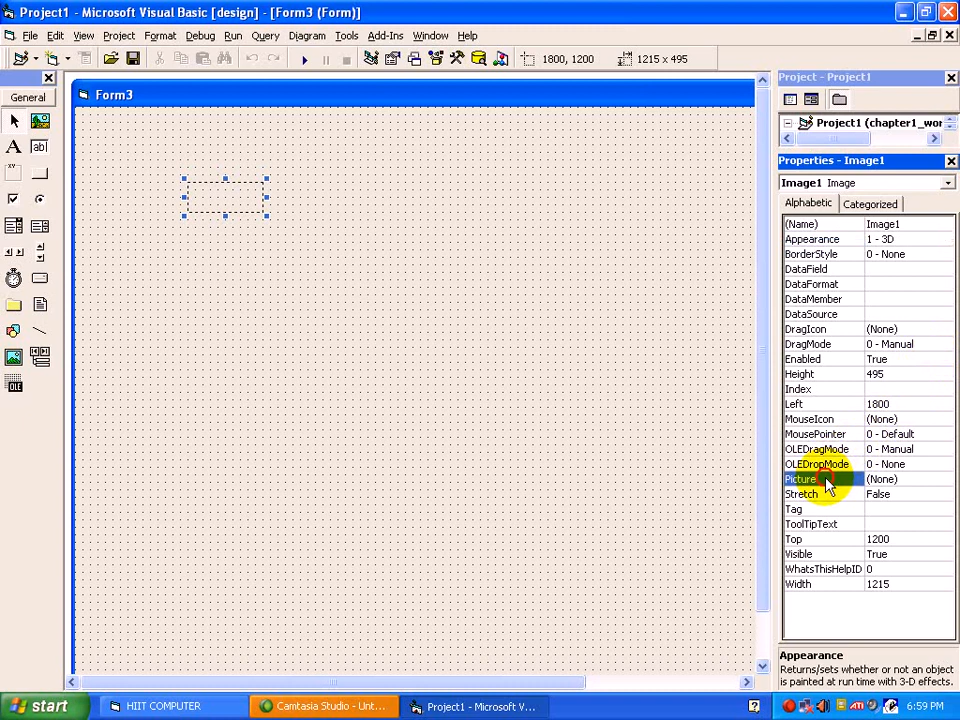 Project1 - Microsoft Visual Basic [design] - [Form3 (Form)]
File Edit View Project Format Debug Run Query Diagram Tools Add-Ins Window Help
1800, 1200 1215 x 495
General
A ab|
XY
OLE
Form3
Project - Project1
Project1 (chapter1_wor
Properties - Image1
Image1 Image
Alphabetic Categorized
(Name) Image1
Appearance 1 - 3D
BorderStyle 0 - None
DataField
DataFormat
DataMember
DataSource
DragIcon (None)
DragMode 0 - Manual
Enabled True
Height 495
Index
Left 1800
MouseIcon (None)
MousePointer 0 - Default
OLEDragMode 0 - Manual
OLEDropMode 0 - None
Picture (None)
Stretch False
Tag
ToolTipText
Top 1200
Visible True
WhatsThisHelpID 0
Width 1215
Appearance
Returns/sets whether or not an object
is painted at run time with 3-D effects.
start HIIT COMPUTER Camtasia Studio - Unt... Project1 - Microsoft V... ATI 6:59 PM